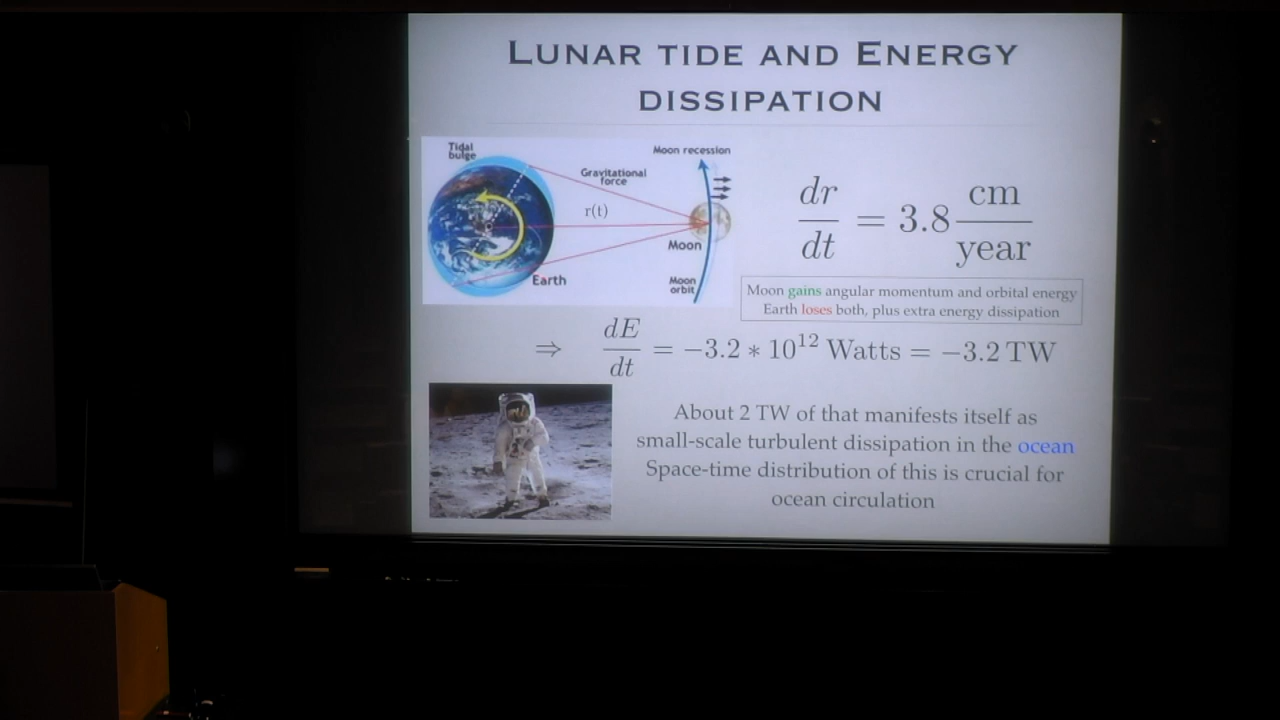 LUNAR TIDE AND ENERGY
DISSIPATION
Tidal
bulge
Gravitational
force
Moon recession
r(t)
Moon
Earth
Moon
orbit
dr/dt = 3.8 cm/year
Moon gains angular momentum and orbital energy
Earth loses both, plus extra energy dissipation
⇒ dE/dt = −3.2 * 10¹² Watts = −3.2 TW
About 2 TW of that manifests itself as
small-scale turbulent dissipation in the ocean
Space-time distribution of this is crucial for
ocean circulation